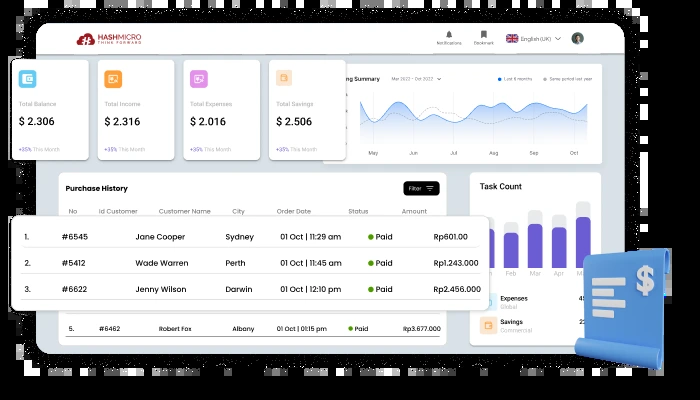 HASHMICRO
THINK FORWARD
Notifications
Bookmark
English (UK)
Total Balance
$ 2.306
+35% This Month
Total Income
$ 2.316
+35% This Month
Total Expenses
$ 2.016
+35% This Month
Total Savings
$ 2.506
+35% This Month
ng Summary
Mar 2022 - Oct 2022
Last 6 months
Same period last year
May Jun Jul Aug Sep Oct
Purchase History
Filter
No Id Customer Customer Name City Order Date Status Amount
1. #6545 Jane Cooper Sydney 01 Oct | 11:29 am Paid Rp601.00
2. #5412 Wade Warren Perth 01 Oct | 11:45 am Paid Rp1.243.000
3. #6622 Jenny Wilson Darwin 01 Oct | 12:10 pm Paid Rp2.456.000
5. #6462 Robert Fox Albany 01 Oct | 01:15 pm Paid Rp3.677.000
Task Count
Feb Mar Apr M
Expenses
Global
Savings
Commercial
$